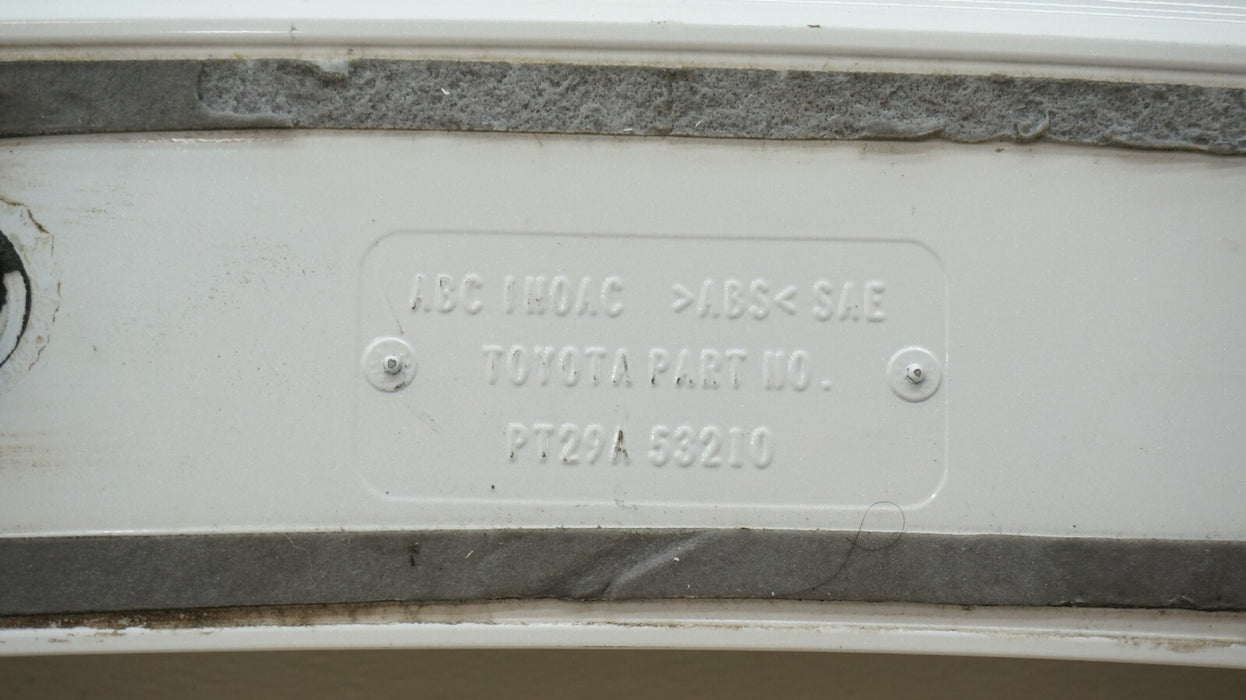 ABC INOAC >ABS< SAE
TOYOTA PART NO.
PT29A 53210